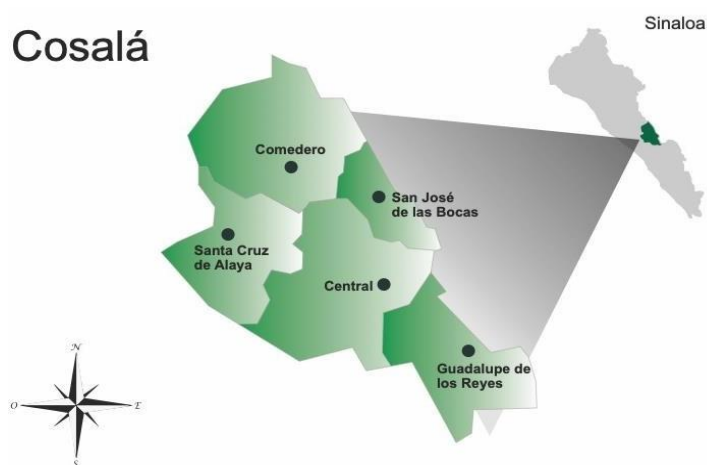 Cosalá
Sinaloa
Comedero
San José
de las Bocas
Santa Cruz
de Alaya
Central
Guadalupe de
los Reyes
N
O
E
S